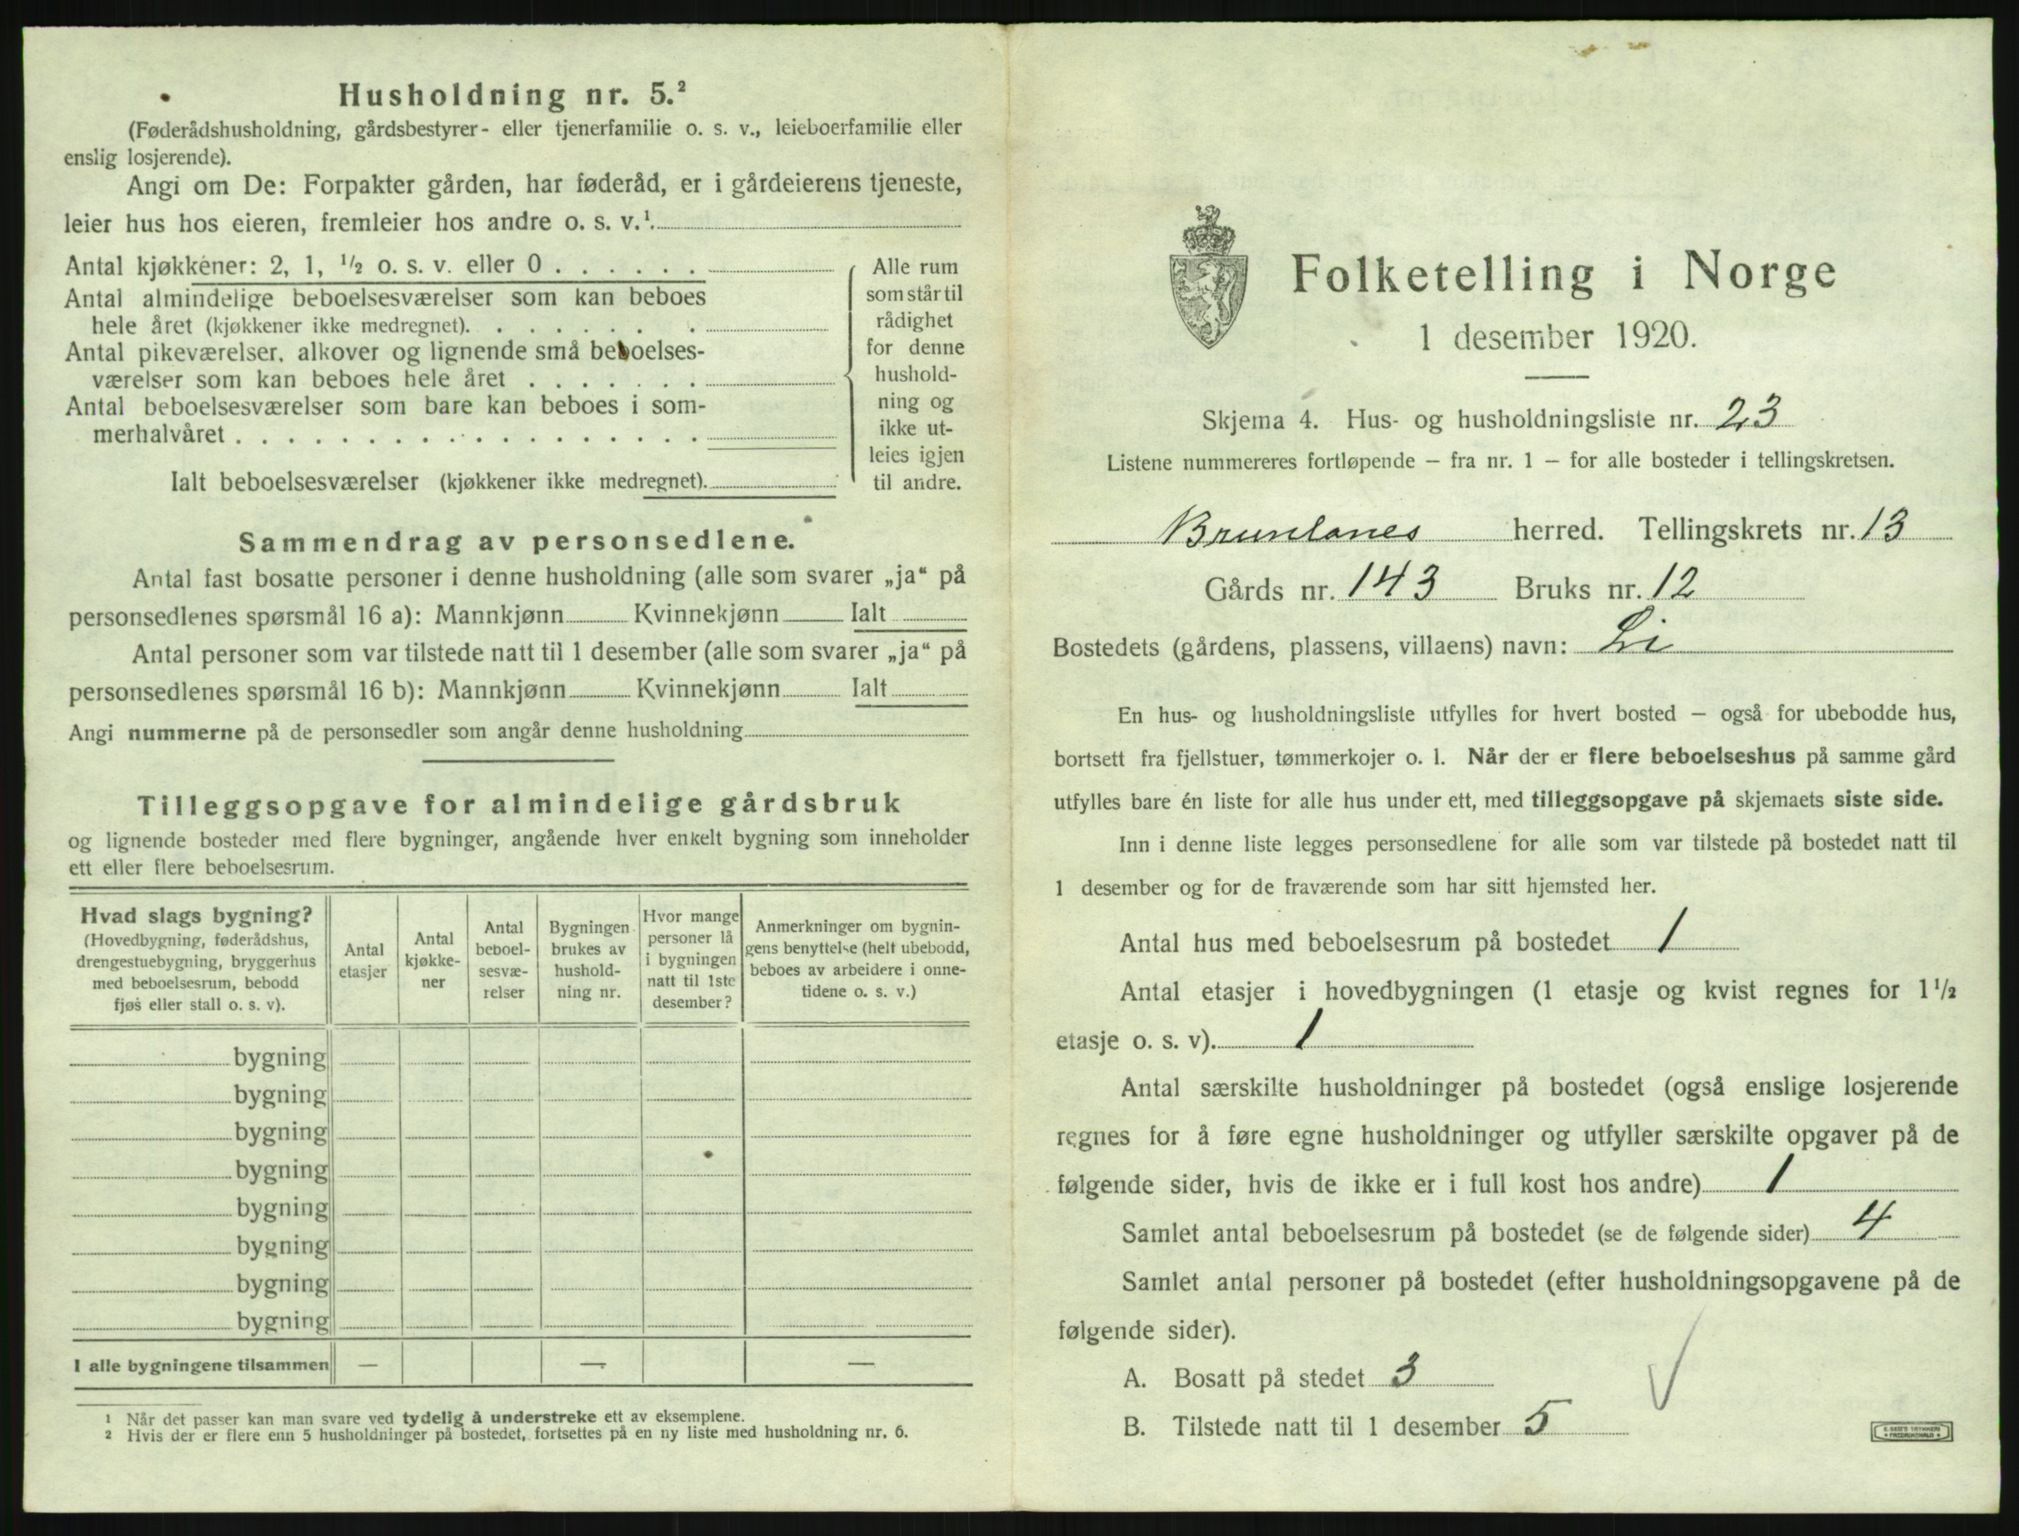 Husholdning nr. 5.²
(Føderådshusholdning, gårdsbestyrer- eller tjenerfamilie o. s. v., leieboerfamilie eller
enslig losjerende).
Angi om De: Forpakter gården, har føderåd, er i gårdeierens tjeneste,
leier hus hos eieren, fremleier hos andre o. s. v.¹.
Antal kjøkkener: 2, 1, ½ o. s. v. eller 0 . . . . . .
Antal almindelige beboelsesværelser som kan beboes
hele året (kjøkkener ikke medregnet). . . . . . . .
Antal pikeværelser, alkover og lignende små beboelses-
værelser som kan beboes hele året . . . . . . .
Antal beboelsesværelser som bare kan beboes i som-
merhalvåret . . . . . . . . . . . . . . . . . .
Ialt beboelsesværelser (kjøkkener ikke medregnet).
Alle rum
som står til
rådighet
for denne
hushold-
ning og
ikke ut-
leies igjen
til andre.
Sammendrag av personsedlene.
Antal fast bosatte personer i denne husholdning (alle som svarer „ja“ på
personsedlenes spørsmål 16 a): Mannkjønn Kvinnekjønn Ialt
Antal personer som var tilstede natt til 1 desember (alle som svarer „ja“ på
personsedlenes spørsmål 16 b): Mannkjønn Kvinnekjønn Ialt
Angi nummerne på de personsedler som angår denne husholdning
Tilleggsopgave for almindelige gårdsbruk
og lignende bosteder med flere bygninger, angående hver enkelt bygning som inneholder
ett eller flere beboelsesrum.
Hvad slags bygning?
(Hovedbygning, føderådshus,
drengestuebygning, bryggerhus
med beboelsesrum, bebodd
fjøs eller stall o. s. v).
Antal
etasjer
Antal
kjøkke-
ner
Antal
beboel-
sesvæ-
relser
Bygningen
brukes av
hushold-
ning nr.
Hvor mange
personer lå
i bygningen
natt til 1ste
desember?
Anmerkninger om bygnin-
gens benyttelse (helt ubebodd,
beboes av arbeidere i onne-
tidene o. s. v.)
bygning
bygning
bygning
bygning
bygning
bygning
bygning
bygning
I alle bygningene tilsammen — — —
1 Når det passer kan man svare ved tydelig å understreke ett av eksemplene.
2 Hvis der er flere enn 5 husholdninger på bostedet, fortsettes på en ny liste med husholdning nr. 6.
Folketelling i Norge
1 desember 1920.
Skjema 4. Hus- og husholdningsliste nr. 23
Listene nummereres fortløpende – fra nr. 1 – for alle bosteder i tellingskretsen.
Brunlanes herred. Tellingskrets nr. 13
Gårds nr. 143 Bruks nr. 12
Bostedets (gårdens, plassens, villaens) navn: Li
En hus- og husholdningsliste utfylles for hvert bosted – også for ubebodde hus,
bortsett fra fjellstuer, tømmerkojer o. l. Når der er flere beboelseshus på samme gård
utfylles bare én liste for alle hus under ett, med tilleggsopgave på skjemaets siste side.
Inn i denne liste legges personsedlene for alle som var tilstede på bostedet natt til
1 desember og for de fraværende som har sitt hjemsted her.
Antal hus med beboelsesrum på bostedet 1
Antal etasjer i hovedbygningen (1 etasje og kvist regnes for 1½
etasje o. s. v). 1
Antal særskilte husholdninger på bostedet (også enslige losjerende
regnes for å føre egne husholdninger og utfyller særskilte opgaver på de
følgende sider, hvis de ikke er i full kost hos andre) 1
Samlet antal beboelsesrum på bostedet (se de følgende sider) 4
Samlet antal personer på bostedet (efter husholdningsopgavene på de
følgende sider).
A. Bosatt på stedet 3
B. Tilstede natt til 1 desember 5